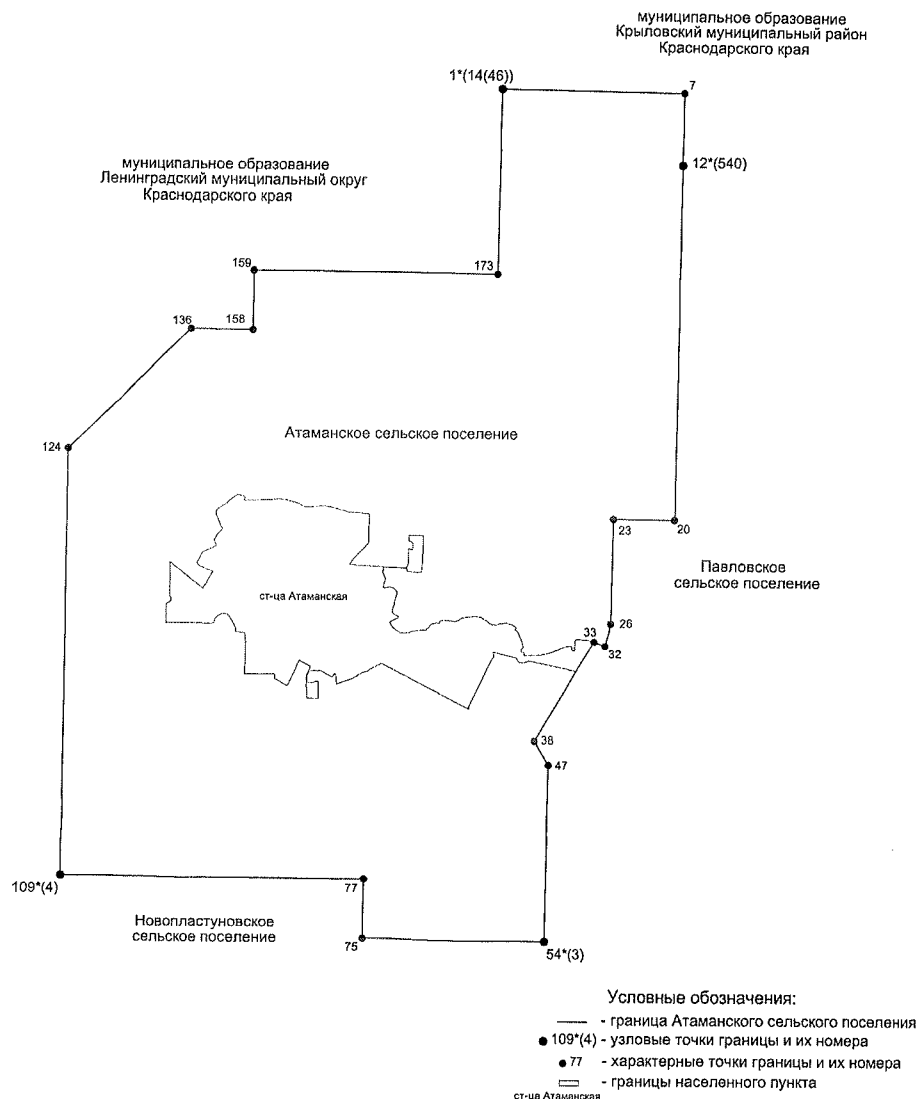 муниципальное образование
Крыловский муниципальный район
Краснодарского края
1*(14(46))
7
12*(540)
муниципальное образование
Ленинградский муниципальный округ
Краснодарского края
159
173
136
158
124
Атаманское сельское поселение
23
20
Павловское
сельское поселение
ст-ца Атаманская
26
33
32
38
47
109*(4)
77
Новопластуновское
сельское поселение
75
54*(3)
Условные обозначения:
- граница Атаманского сельского поселения
109*(4) - узловые точки границы и их номера
77 - характерные точки границы и их номера
- границы населенного пункта
ст-ца Атаманская